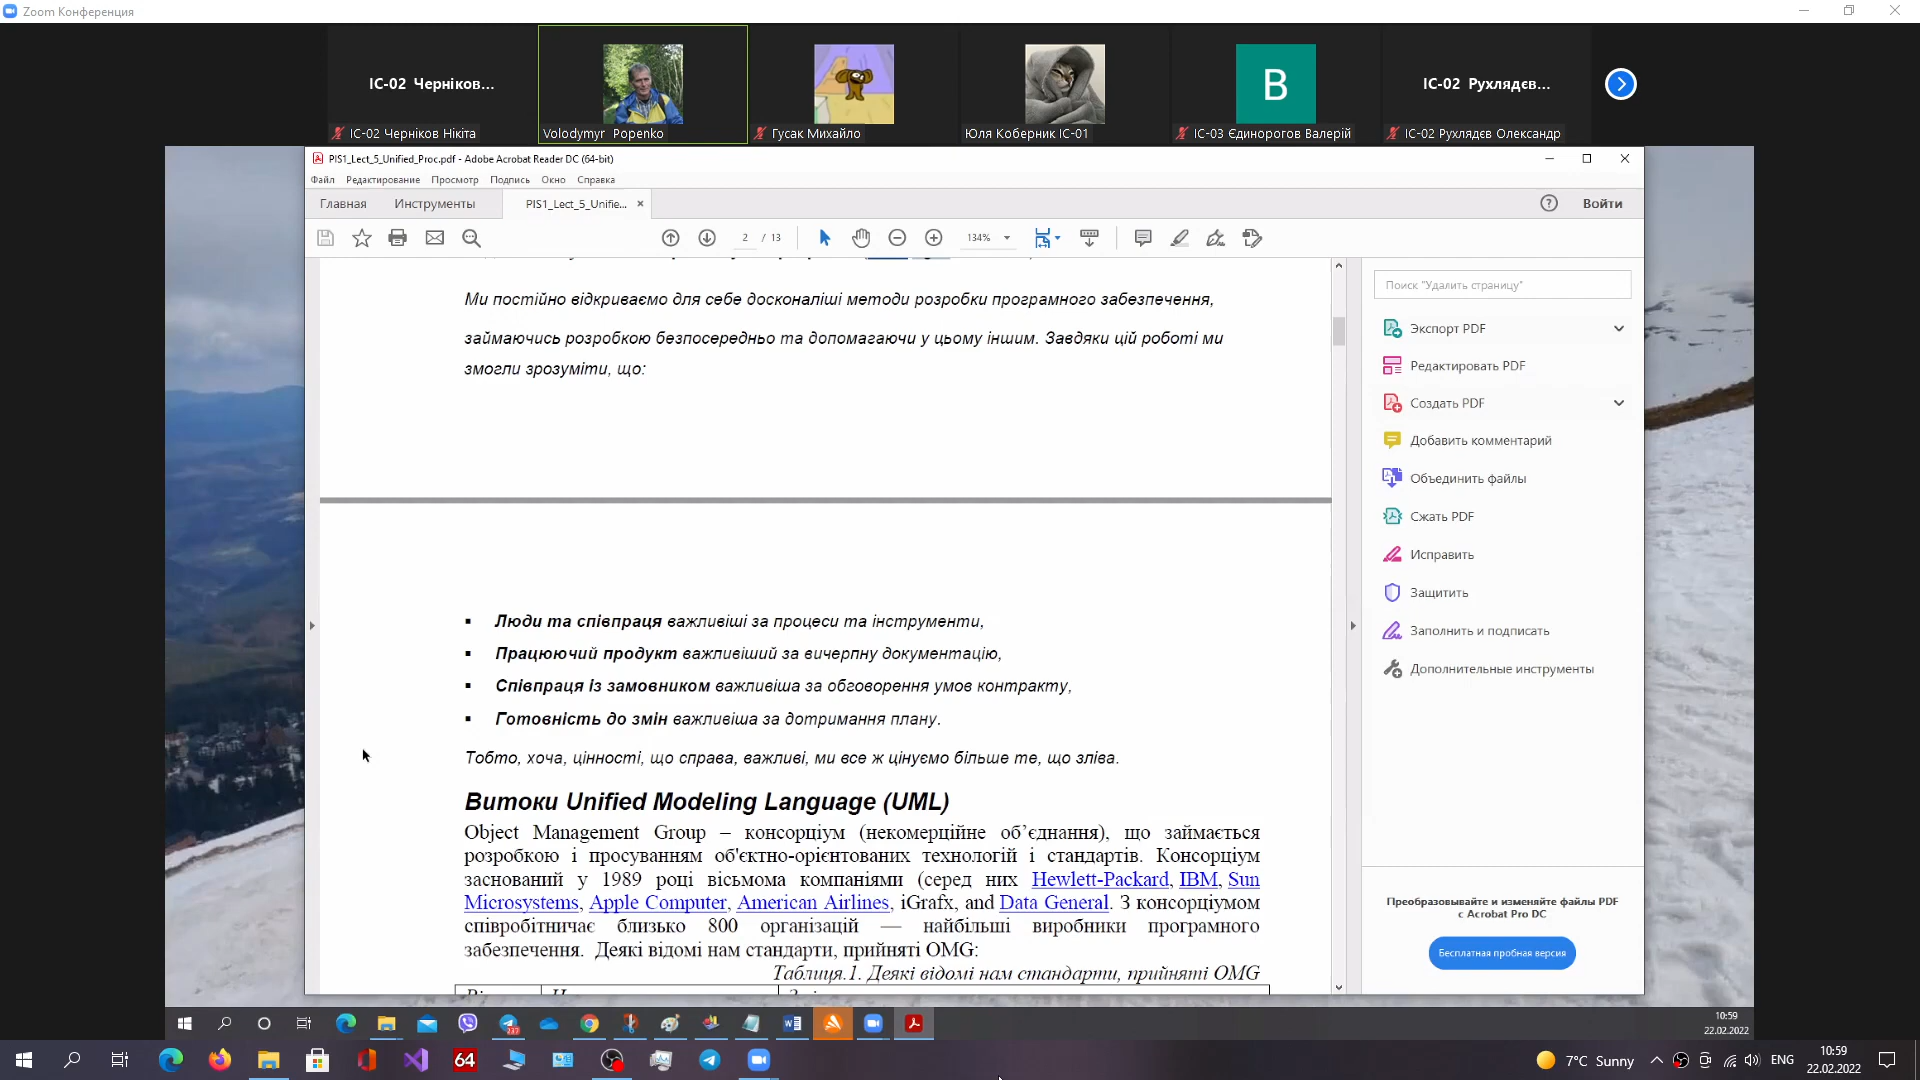 Zoom Конференция
ІС-02 Черніков...
ІС-02 Рухлядєв...
B
ІС-02 Черніков Нікіта
Volodymyr Popenko
Гусак Михайло
Юля Коберник ІС-01
ІС-03 Єдинорогов Валерій
ІС-02 Рухлядєв Олександр
PIS1_Lect_5_Unified_Proc.pdf - Adobe Acrobat Reader DC (64-bit)
Файл Редактирование Просмотр Подпись Окно Справка
Главная Инструменты PIS1_Lect_5_Unifie... ×
Войти
2 / 13
134%
Ми постійно відкриваємо для себе досконаліші методи розробки програмного забезпечення,
займаючись розробкою безпосередньо та допомагаючи у цьому іншим. Завдяки цій роботі ми
змогли зрозуміти, що:
▪ Люди та співпраця важливіші за процеси та інструменти,
▪ Працюючий продукт важливіший за вичерпну документацію,
▪ Співпраця із замовником важливіша за обговорення умов контракту,
▪ Готовність до змін важливіша за дотримання плану.
Тобто, хоча, цінності, що справа, важливі, ми все ж цінуємо більше те, що зліва.
Витоки Unified Modeling Language (UML)
Object Management Group – консорціум (некомерційне об’єднання), що займається
розробкою і просуванням об'єктно-орієнтованих технологій і стандартів. Консорціум
заснований у 1989 році вісьмома компаніями (серед них Hewlett-Packard, IBM, Sun
Microsystems, Apple Computer, American Airlines, iGrafx, and Data General. З консорціумом
співробітничає близько 800 організацій — найбільші виробники програмного
забезпечення. Деякі відомі нам стандарти, прийняті OMG:
Таблиця.1. Деякі відомі нам стандарти, прийняті OMG
Поиск "Удалить страницу"
Экспорт PDF
Редактировать PDF
Создать PDF
Добавить комментарий
Объединить файлы
Сжать PDF
Исправить
Защитить
Заполнить и подписать
Дополнительные инструменты
Преобразовывайте и изменяйте файлы PDF
с Acrobat Pro DC
Бесплатная пробная версия
237
10:59
22.02.2022
64
7°C Sunny
ENG
10:59
22.02.2022